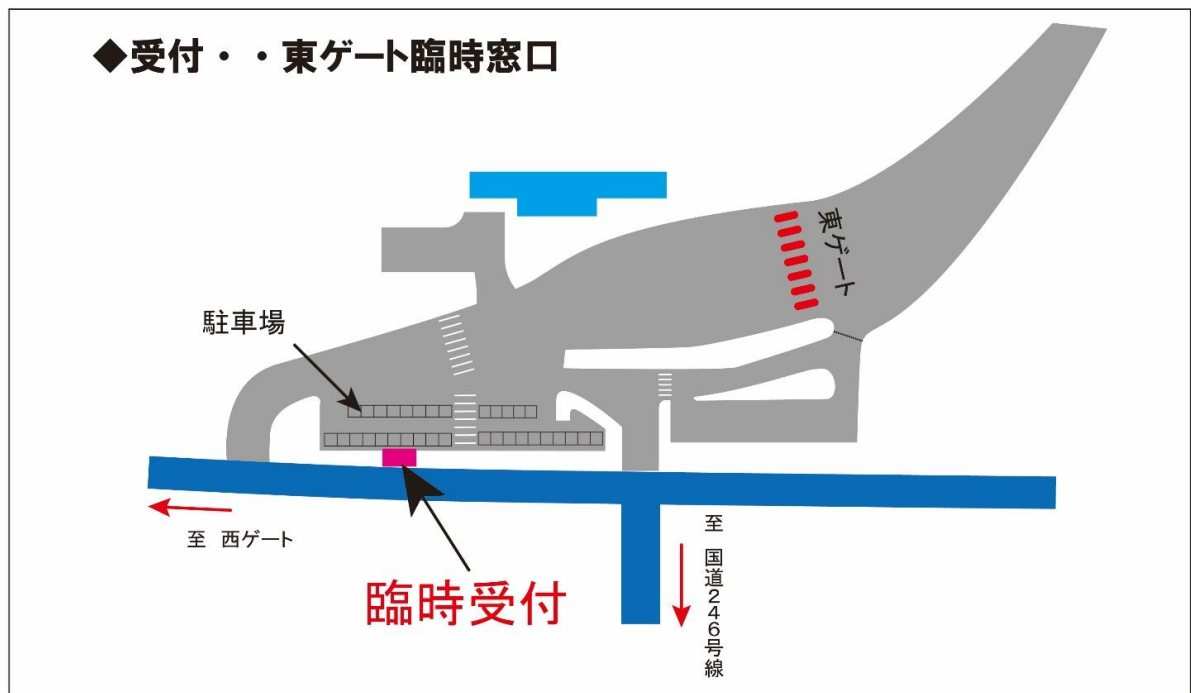 ◆受付・・東ゲート臨時窓口
東ゲート
駐車場
至 西ゲート
臨時受付
至 国道246号線